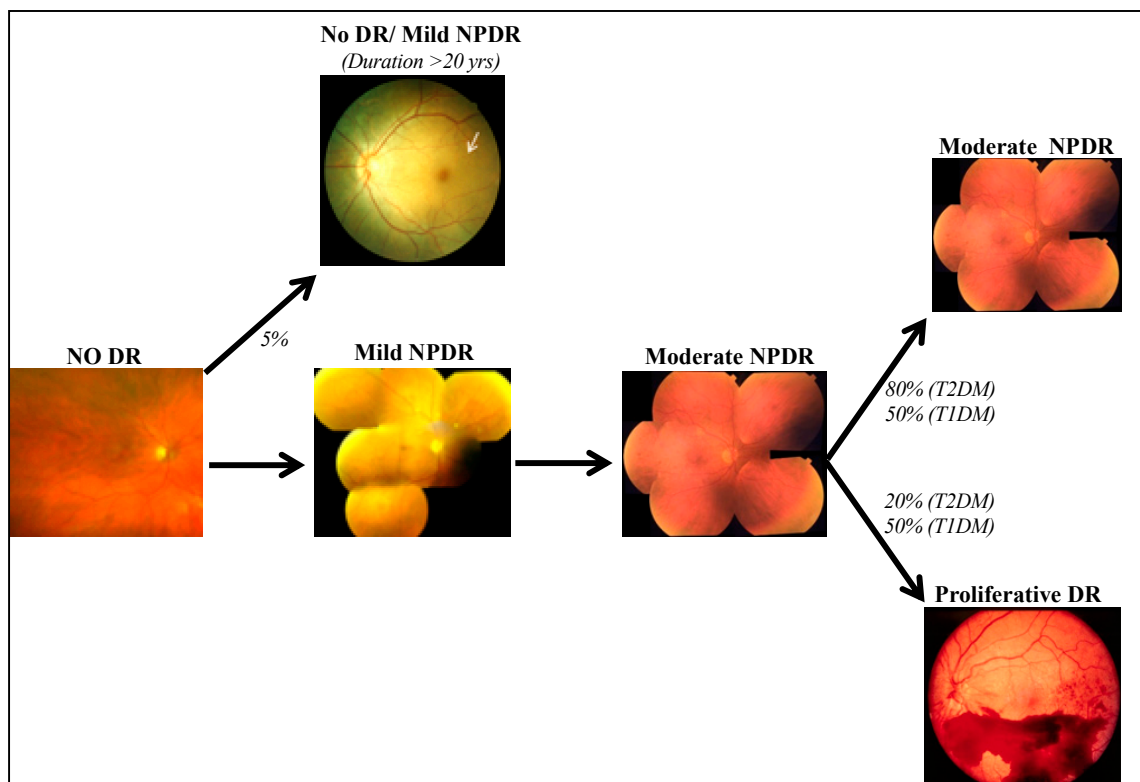 No DR/ Mild NPDR
(Duration >20 yrs)
Moderate  NPDR
5%
NO DR
Mild NPDR
Moderate NPDR
80% (T2DM)
50% (T1DM)
20% (T2DM)
50% (T1DM)
Proliferative DR